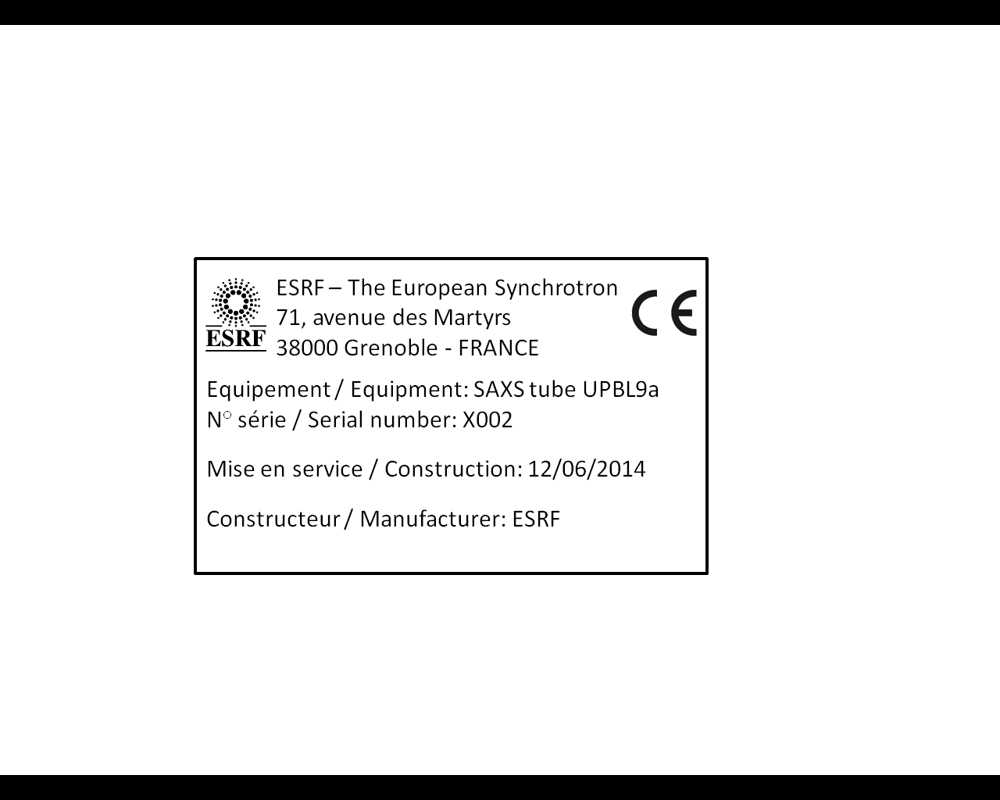 ESRF – The European Synchrotron
71, avenue des Martyrs
38000 Grenoble - FRANCE
CE
ESRF
Equipement / Equipment: SAXS tube UPBL9a
N° série / Serial number: X002
Mise en service / Construction: 12/06/2014
Constructeur / Manufacturer: ESRF